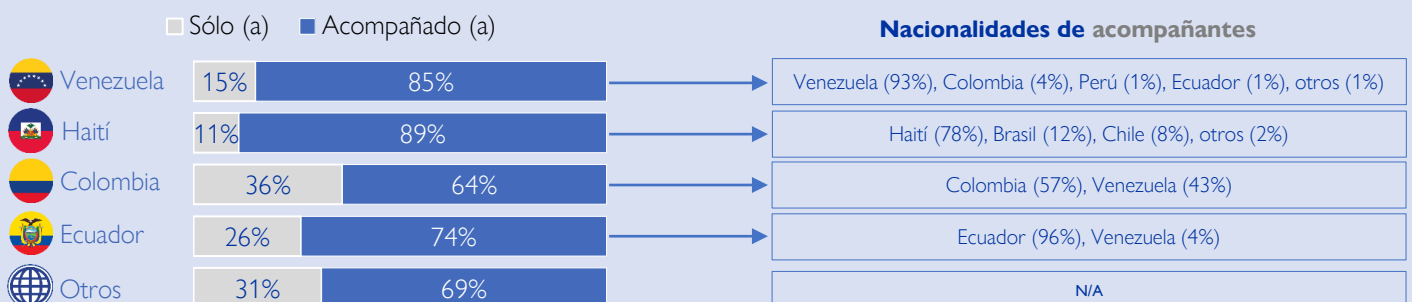 Sólo (a) Acompañado (a) Nacionalidades de acompañantes
Venezuela 15% 85% Venezuela (93%), Colombia (4%), Perú (1%), Ecuador (1%), otros (1%)
Haití 11% 89% Haití (78%), Brasil (12%), Chile (8%), otros (2%)
Colombia 36% 64% Colombia (57%), Venezuela (43%)
Ecuador 26% 74% Ecuador (96%), Venezuela (4%)
Otros 31% 69% N/A